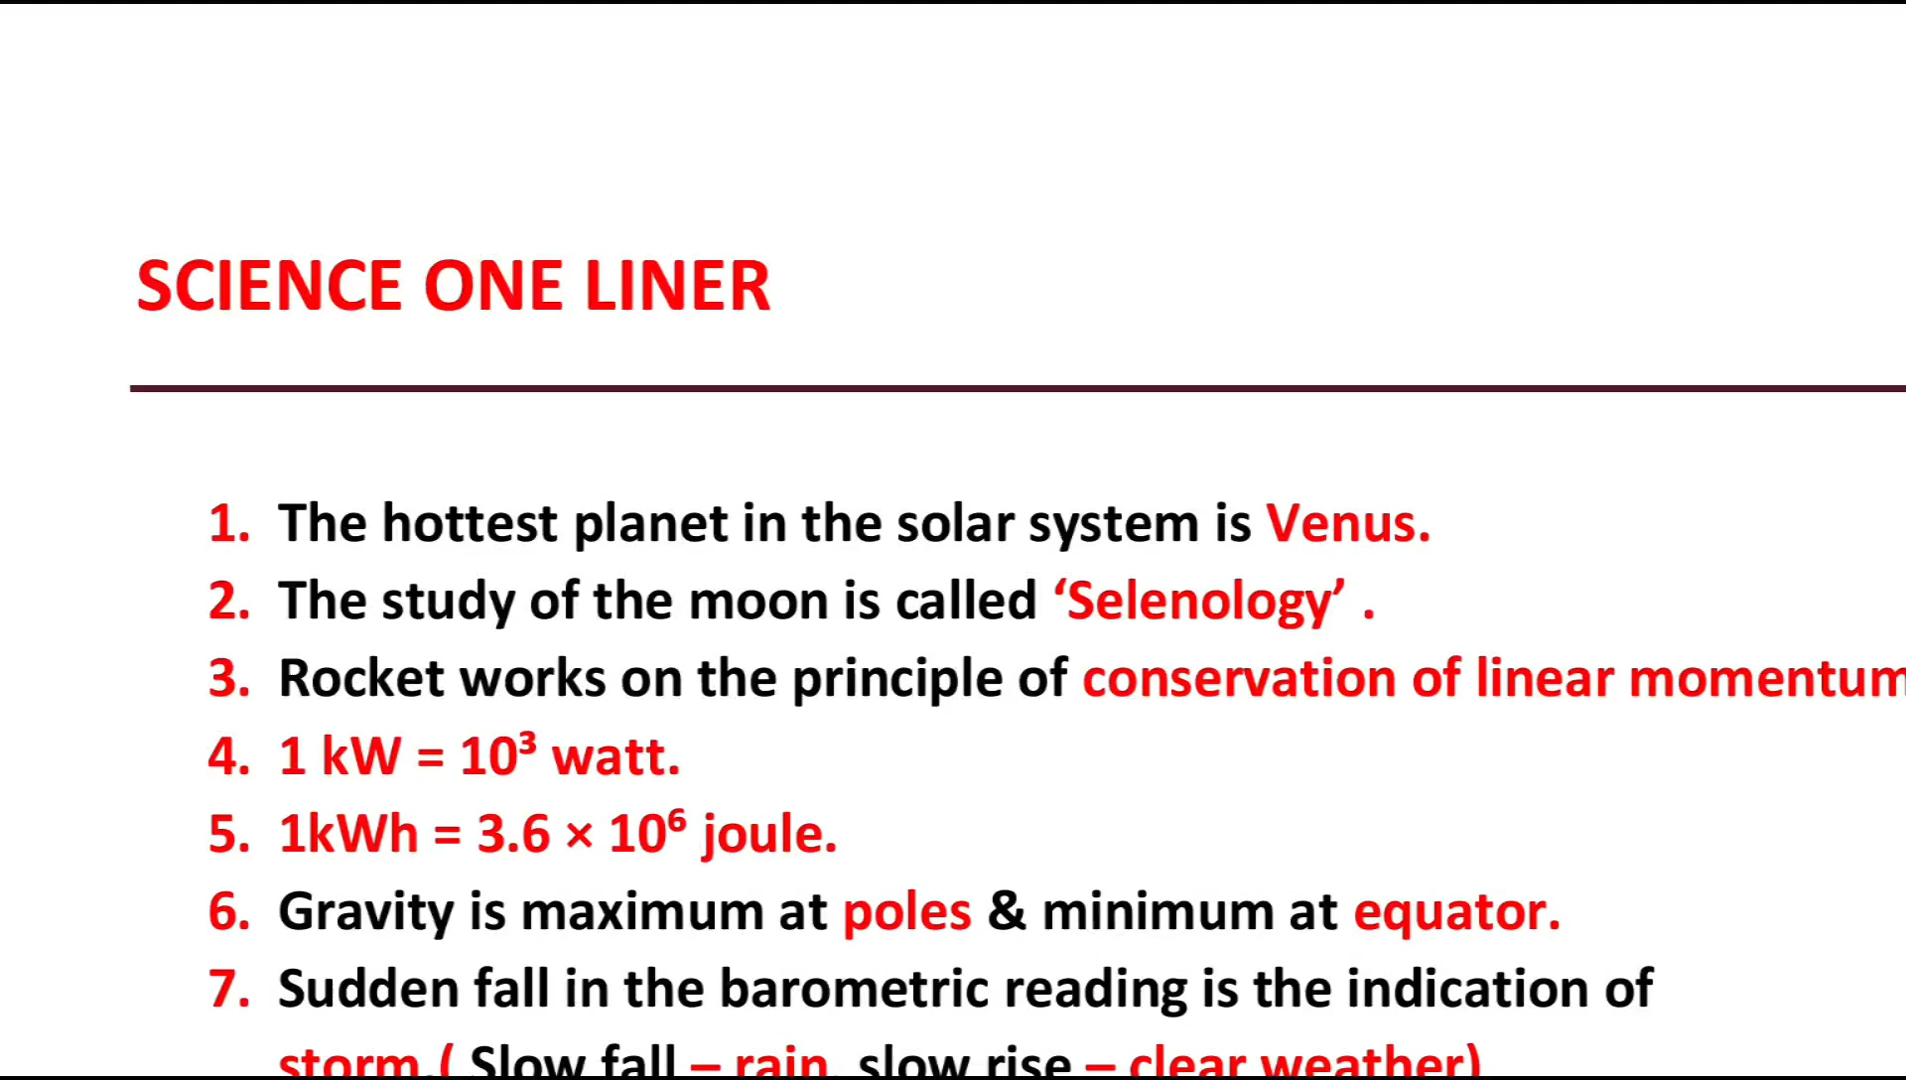 SCIENCE ONE LINER
1. The hottest planet in the solar system is Venus.
2. The study of the moon is called ‘Selenology’ .
3. Rocket works on the principle of conservation of linear momentum
4. 1 kW = 10³ watt.
5. 1kWh = 3.6 × 10⁶ joule.
6. Gravity is maximum at poles & minimum at equator.
7. Sudden fall in the barometric reading is the indication of
storm.( Slow fall – rain, slow rise – clear weather)